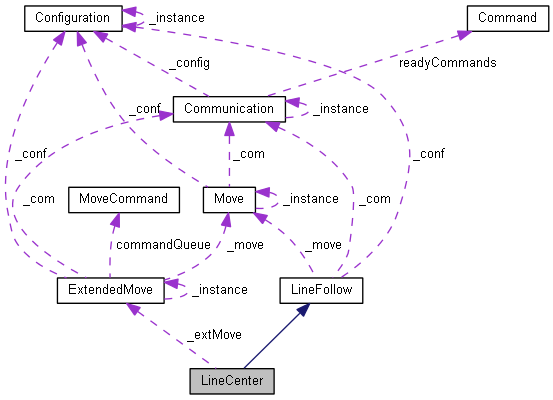 Configuration
_instance
Command
_config
readyCommands
Communication
_instance
_conf
_conf
_com
_conf
_com
_com
MoveCommand
Move
_instance
commandQueue
_move
_move
ExtendedMove
_instance
LineFollow
_extMove
LineCenter